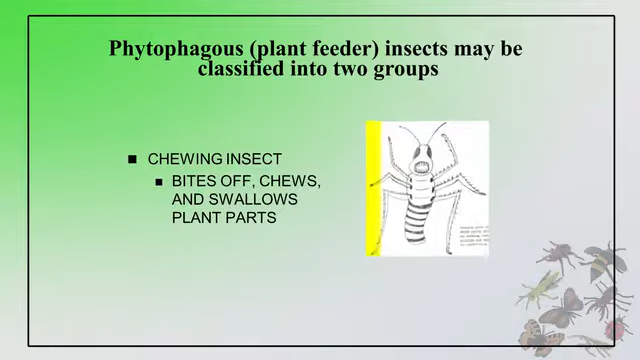 Phytophagous (plant feeder) insects may be
classified into two groups
CHEWING INSECT
BITES OFF, CHEWS,
AND SWALLOWS
PLANT PARTS